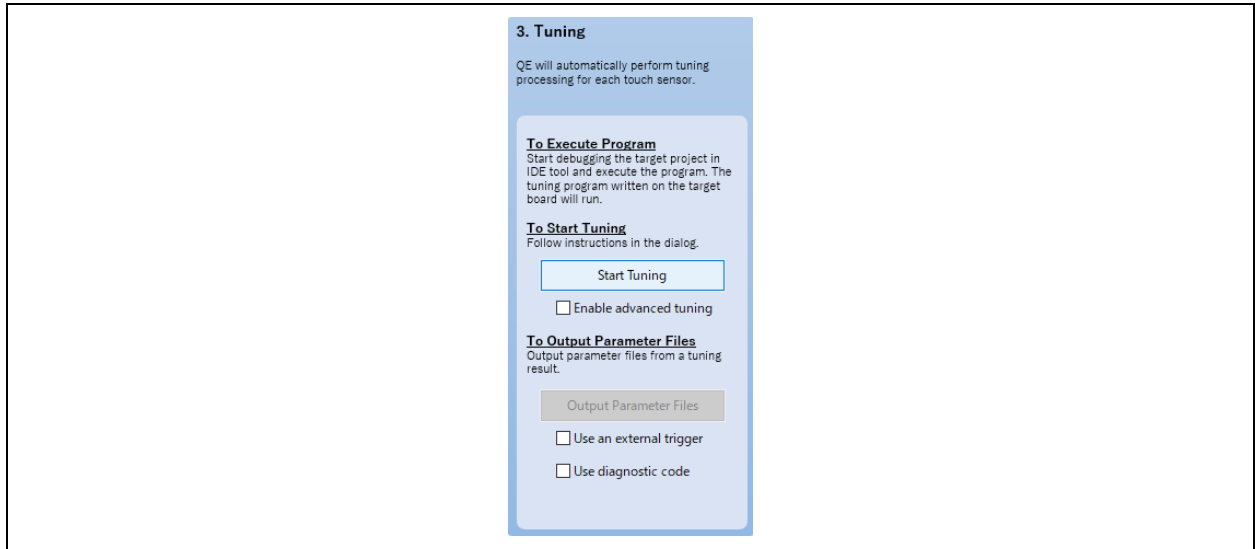 3. Tuning
QE will automatically perform tuning
processing for each touch sensor.
To Execute Program
Start debugging the target project in
IDE tool and execute the program. The
tuning program written on the target
board will run.
To Start Tuning
Follow instructions in the dialog.
Start Tuning
Enable advanced tuning
To Output Parameter Files
Output parameter files from a tuning
result.
Output Parameter Files
Use an external trigger
Use diagnostic code